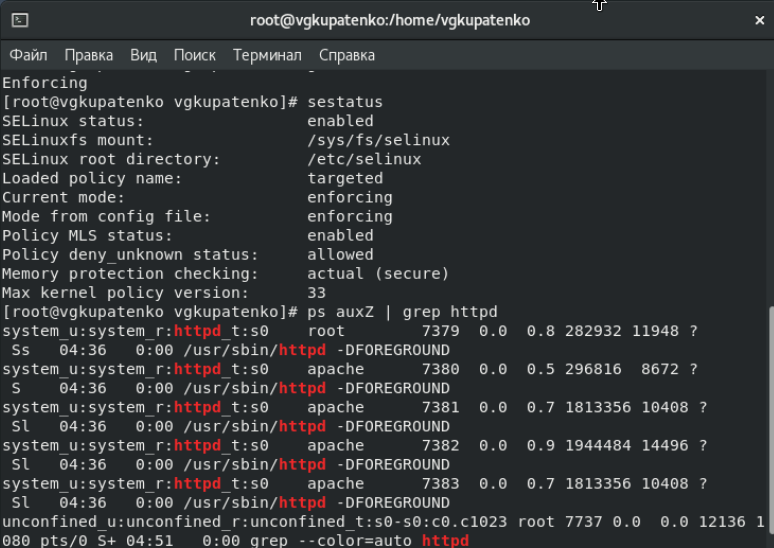 root@vgkupatenko:/home/vgkupatenko
Файл Правка Вид Поиск Терминал Справка
Enforcing
[root@vgkupatenko vgkupatenko]# sestatus
SELinux status:                 enabled
SELinuxfs mount:                /sys/fs/selinux
SELinux root directory:         /etc/selinux
Loaded policy name:             targeted
Current mode:                   enforcing
Mode from config file:          enforcing
Policy MLS status:              enabled
Policy deny_unknown status:     allowed
Memory protection checking:     actual (secure)
Max kernel policy version:      33
[root@vgkupatenko vgkupatenko]# ps auxZ | grep httpd
system_u:system_r:httpd_t:s0    root        7379  0.0  0.8 282932 11948 ?
 Ss   04:36   0:00 /usr/sbin/httpd -DFOREGROUND
system_u:system_r:httpd_t:s0    apache      7380  0.0  0.5 296816  8672 ?
 S    04:36   0:00 /usr/sbin/httpd -DFOREGROUND
system_u:system_r:httpd_t:s0    apache      7381  0.0  0.7 1813356 10408 ?
 Sl   04:36   0:00 /usr/sbin/httpd -DFOREGROUND
system_u:system_r:httpd_t:s0    apache      7382  0.0  0.9 1944484 14496 ?
 Sl   04:36   0:00 /usr/sbin/httpd -DFOREGROUND
system_u:system_r:httpd_t:s0    apache      7383  0.0  0.7 1813356 10408 ?
 Sl   04:36   0:00 /usr/sbin/httpd -DFOREGROUND
unconfined_u:unconfined_r:unconfined_t:s0-s0:c0.c1023 root 7737 0.0  0.0 12136 1
080 pts/0 S+ 04:51   0:00 grep --color=auto httpd